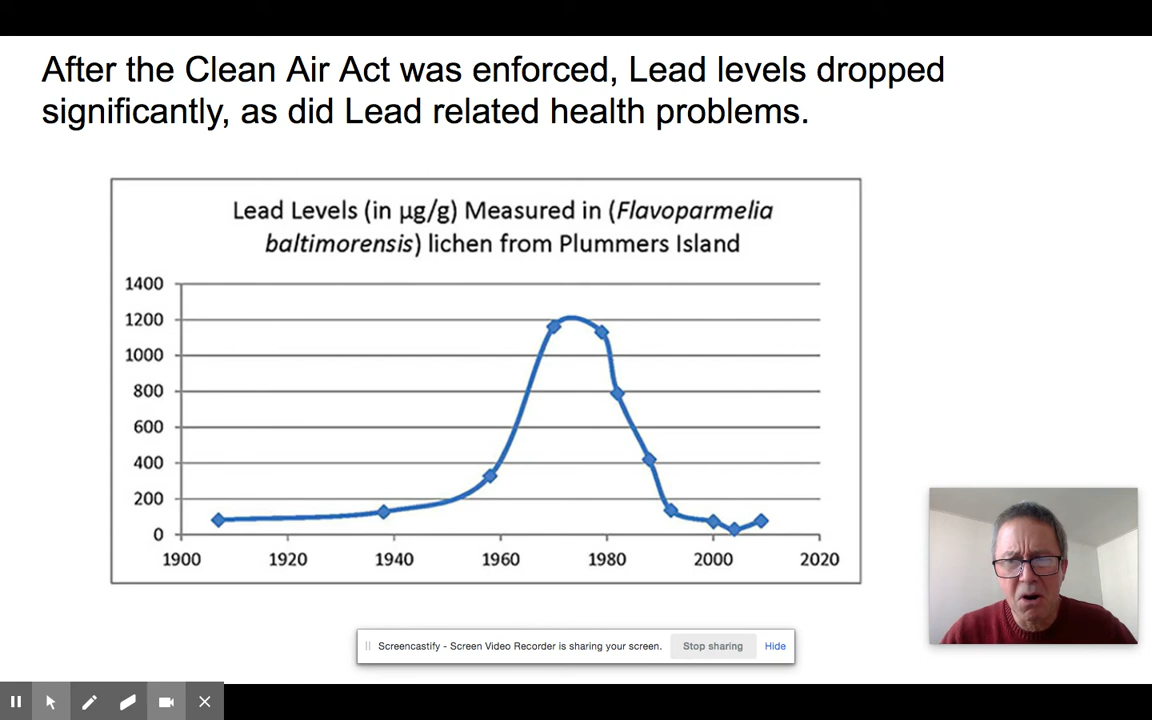 After the Clean Air Act was enforced, Lead levels dropped
significantly, as did Lead related health problems.
Lead Levels (in µg/g) Measured in (Flavoparmelia
baltimorensis) lichen from Plummers Island
1400
1200
1000
800
600
400
200
0
1900 1920 1940 1960 1980 2000 2020
Screencastify - Screen Video Recorder is sharing your screen. Stop sharing Hide